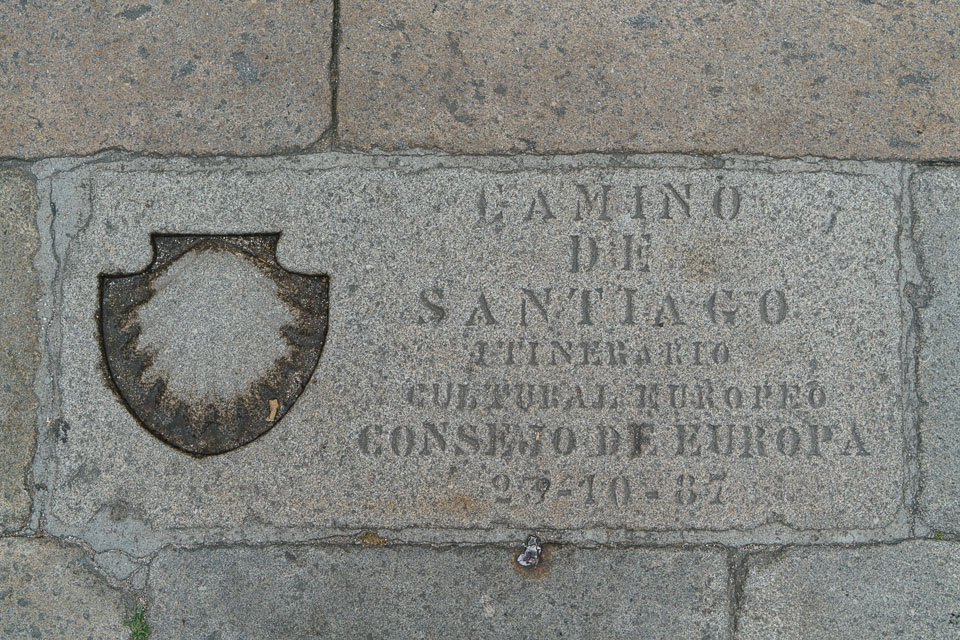 CAMINO
DE
SANTIAGO
ITINERARIO
CULTURAL EUROPEO
CONSEJO DE EUROPA
23-10-87